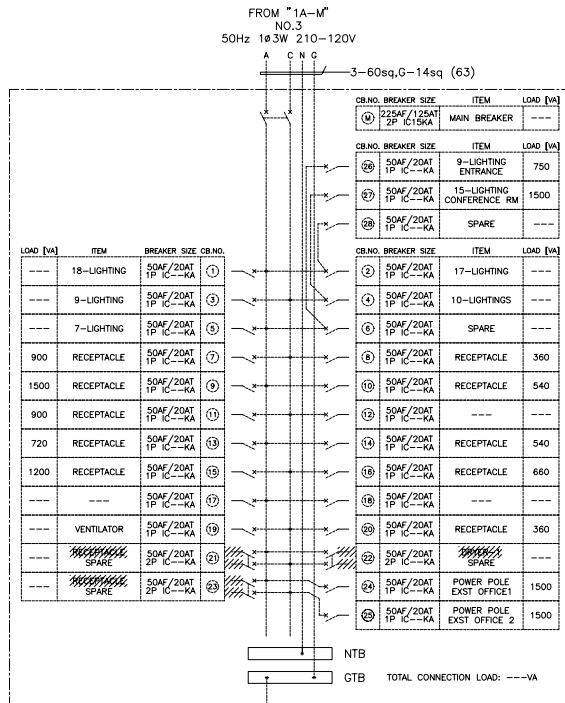 FROM "1A-M"
NO.3
50Hz 1ø3W 210-120V
A C N G
3-60sq,G-14sq (63)
CB.NO. BREAKER SIZE ITEM LOAD [VA]
M 225AF/125AT 2P IC15KA MAIN BREAKER ---
CB.NO. BREAKER SIZE ITEM LOAD [VA]
26 50AF/20AT 1P IC--KA 9-LIGHTING ENTRANCE 750
27 50AF/20AT 1P IC--KA 15-LIGHTING CONFERENCE RM 1500
28 50AF/20AT 1P IC--KA SPARE ---
LOAD [VA] ITEM BREAKER SIZE CB.NO.
--- 18-LIGHTING 50AF/20AT 1P IC--KA 1
--- 9-LIGHTING 50AF/20AT 1P IC--KA 3
--- 7-LIGHTING 50AF/20AT 1P IC--KA 5
900 RECEPTACLE 50AF/20AT 1P IC--KA 7
1500 RECEPTACLE 50AF/20AT 1P IC--KA 9
900 RECEPTACLE 50AF/20AT 1P IC--KA 11
720 RECEPTACLE 50AF/20AT 1P IC--KA 13
1200 RECEPTACLE 50AF/20AT 1P IC--KA 15
--- --- 50AF/20AT 1P IC--KA 17
--- VENTILATOR 50AF/20AT 1P IC--KA 19
--- RECEPTACLE SPARE 50AF/20AT 2P IC--KA 21
--- RECEPTACLE SPARE 50AF/20AT 2P IC--KA 23
CB.NO. BREAKER SIZE ITEM LOAD [VA]
2 50AF/20AT 1P IC--KA 17-LIGHTING ---
4 50AF/20AT 1P IC--KA 10-LIGHTINGS ---
6 50AF/20AT 1P IC--KA SPARE ---
8 50AF/20AT 1P IC--KA RECEPTACLE 360
10 50AF/20AT 1P IC--KA RECEPTACLE 540
12 50AF/20AT 1P IC--KA --- ---
14 50AF/20AT 1P IC--KA RECEPTACLE 540
16 50AF/20AT 1P IC--KA RECEPTACLE 660
18 50AF/20AT 1P IC--KA --- ---
20 50AF/20AT 1P IC--KA RECEPTACLE 360
22 50AF/20AT 2P IC--KA DRYER-1 SPARE ---
24 50AF/20AT 1P IC--KA POWER POLE EXST OFFICE1 1500
25 50AF/20AT 1P IC--KA POWER POLE EXST OFFICE 2 1500
NTB
GTB TOTAL CONNECTION LOAD: ---VA